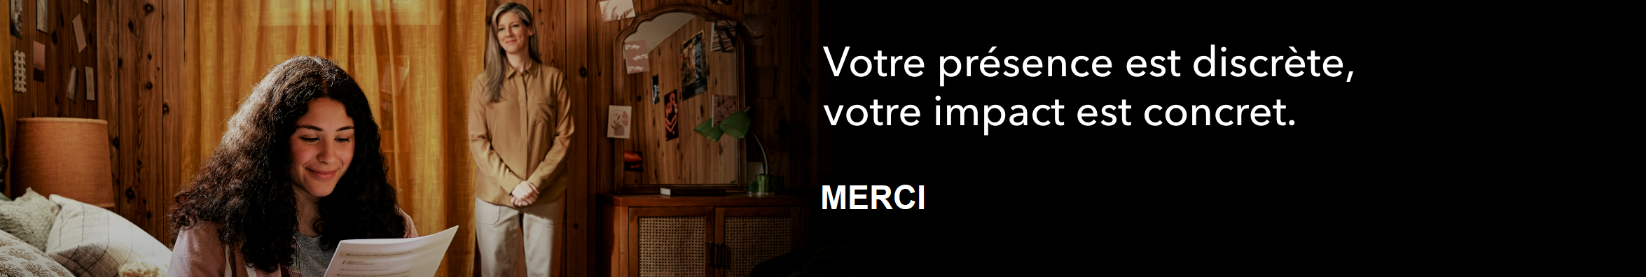 Votre présence est discrète,
votre impact est concret.
MERCI